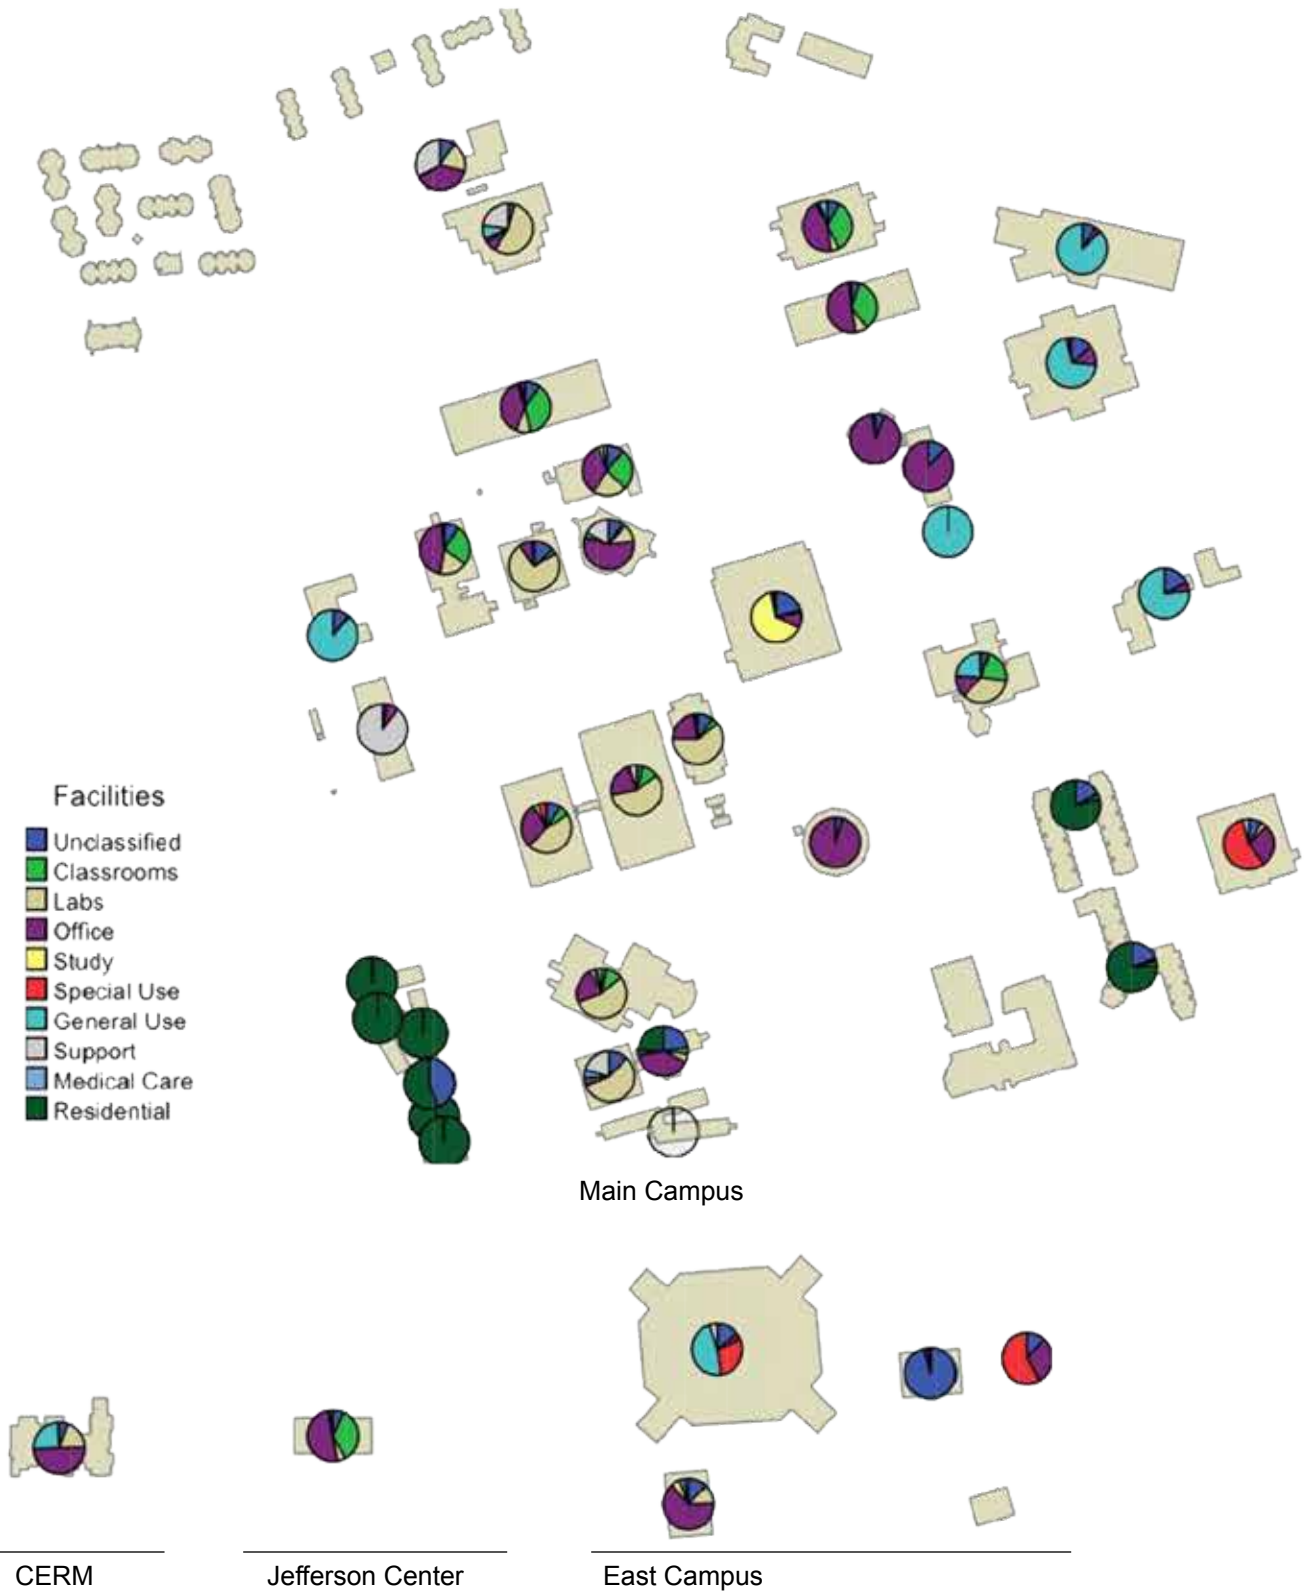 Facilities
Unclassified
Classrooms
Labs
Office
Study
Special Use
General Use
Support
Medical Care
Residential
Main Campus
CERM
Jefferson Center
East Campus